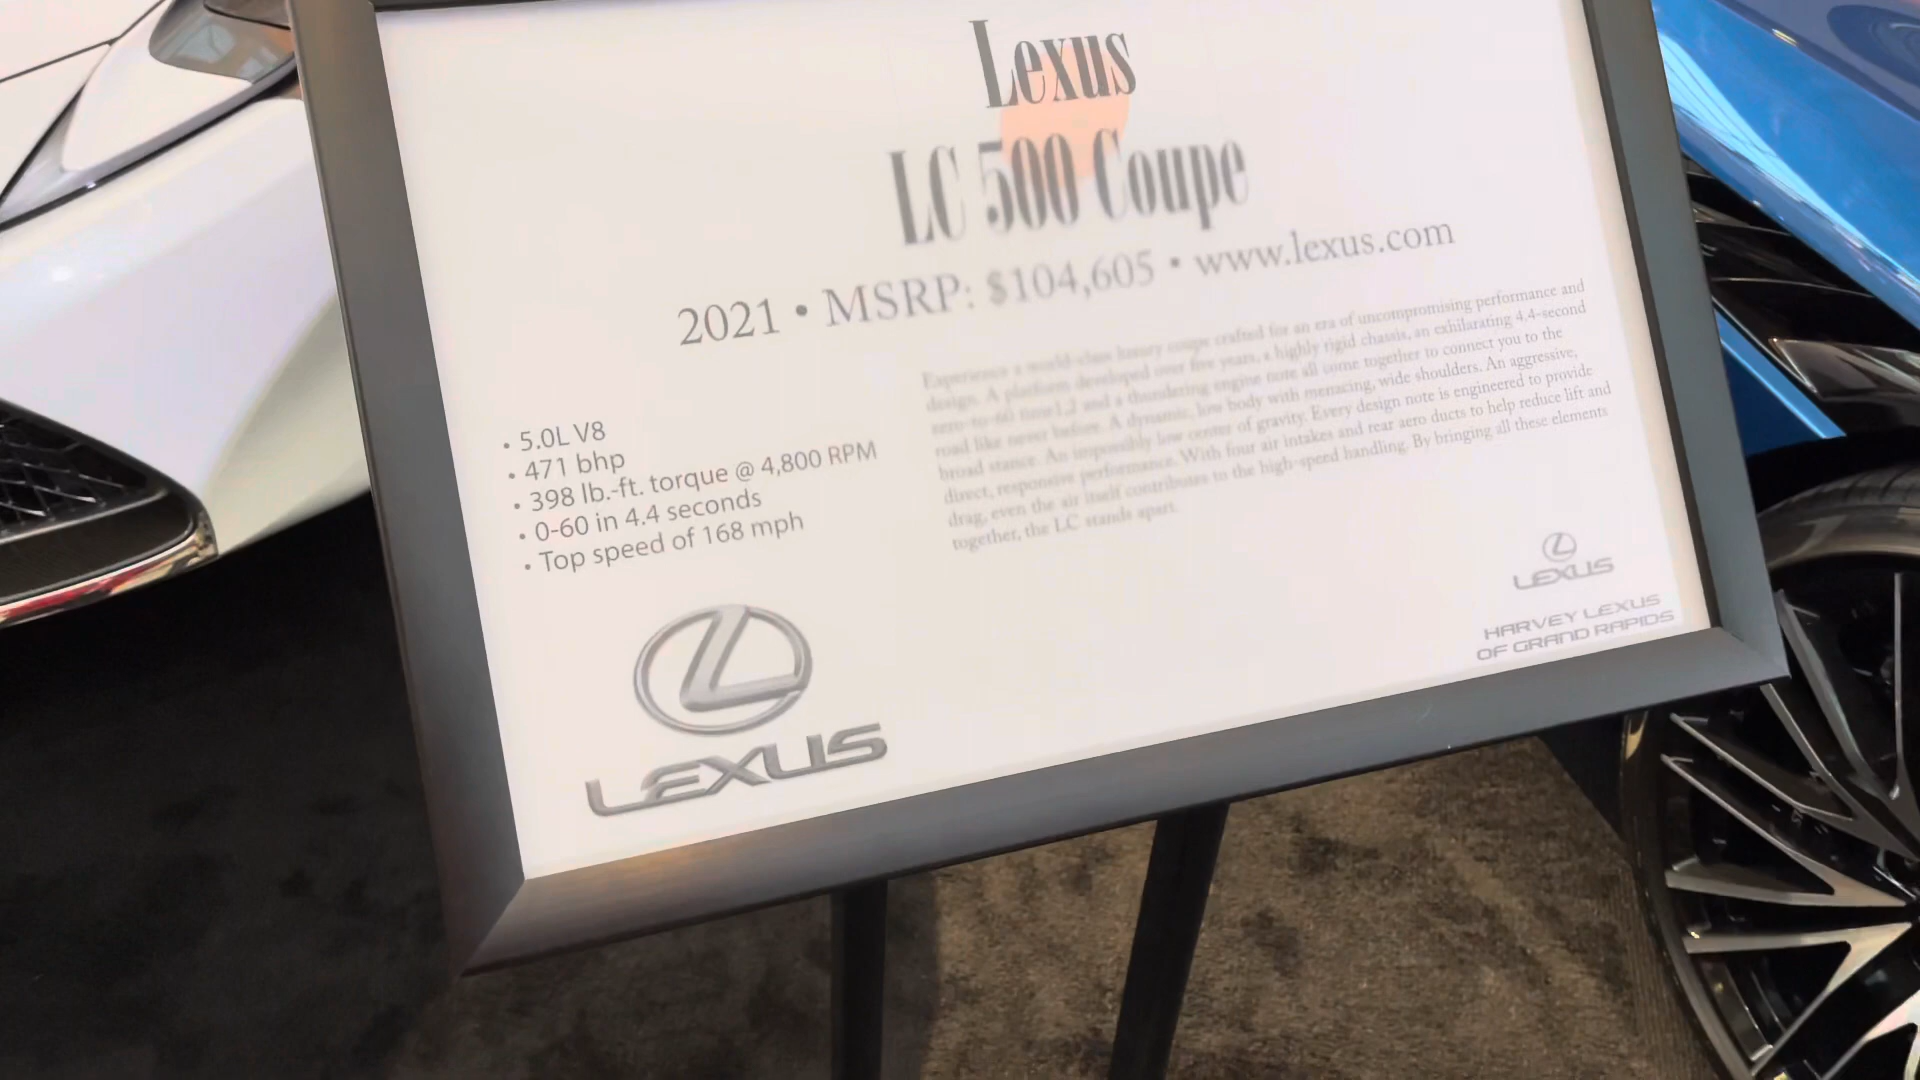 Lexus
LC 500 Coupe
2021 • MSRP: $104,605 • www.lexus.com
• 5.0L V8
• 471 bhp
• 398 lb.-ft. torque @ 4,800 RPM
• 0-60 in 4.4 seconds
• Top speed of 168 mph
Experience a world-class luxury coupe crafted for an era of uncompromising performance and
design. A platform developed over five years, a highly rigid chassis, an exhilarating 4.4-second
zero-to-60 time1,2 and a thundering engine note all come together to connect you to the
road like never before. A dynamic, low body with menacing, wide shoulders. An aggressive,
broad stance. An impossibly low center of gravity. Every design note is engineered to provide
direct, responsive performance. With four air intakes and rear aero ducts to help reduce lift and
drag, even the air itself contributes to the high-speed handling. By bringing all these elements
together, the LC stands apart.
LEXUS
LEXUS
HARVEY LEXUS
OF GRAND RAPIDS